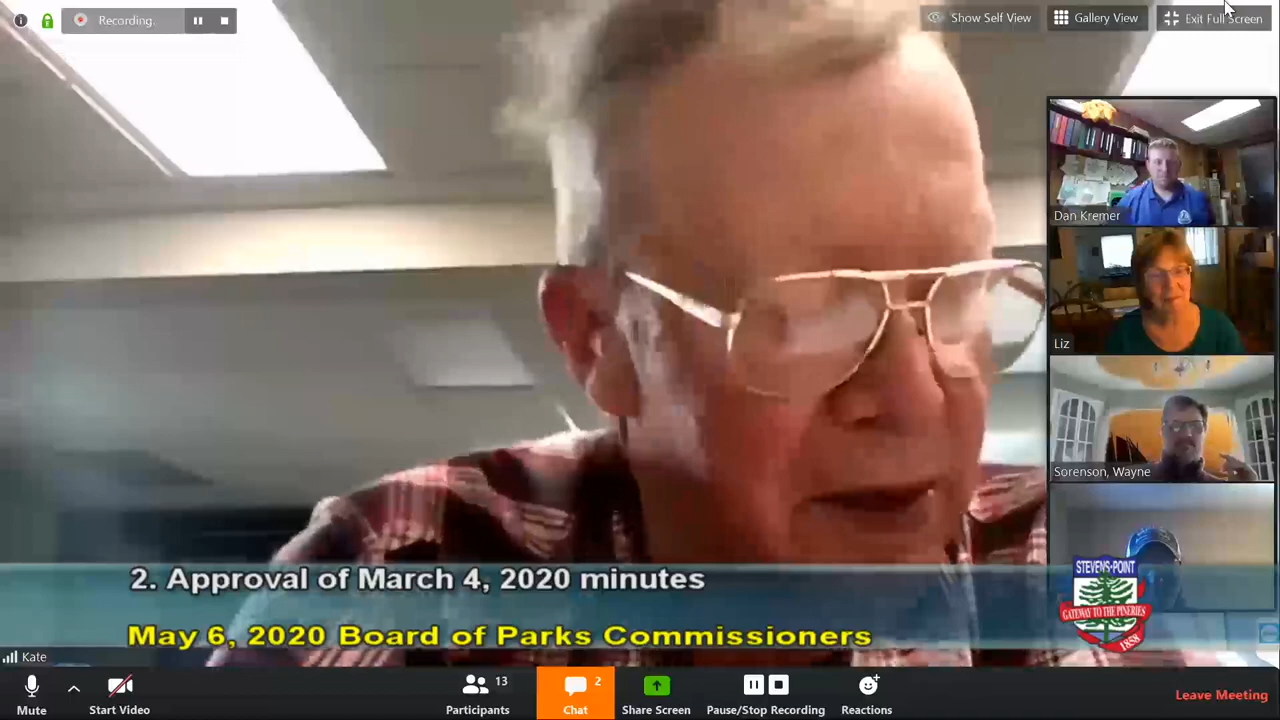 Recording.
Show Self View
Gallery View
Exit Full Screen
Dan Kremer
Liz
Sorenson, Wayne
2. Approval of March 4, 2020 minutes
May 6, 2020 Board of Parks Commissioners
STEVENS·POINT
GATEWAY TO THE PINERIES
1858
Kate
Mute
Start Video
Participants
13
Chat
2
Share Screen
Pause/Stop Recording
Reactions
Leave Meeting